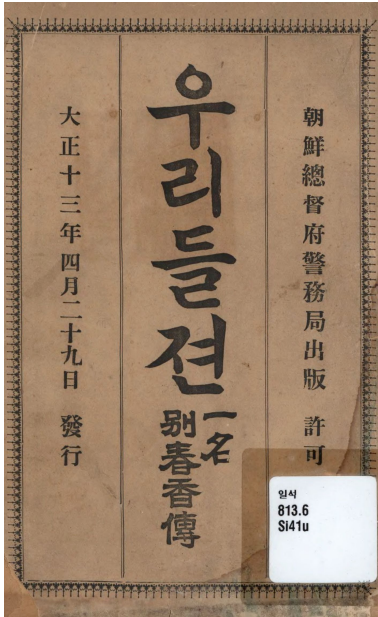 朝鮮總督府警務局出版 許可
우리들젼
一名
別春香傳
大正十三年四月二十九日 發行
일석
813.6
Si41u